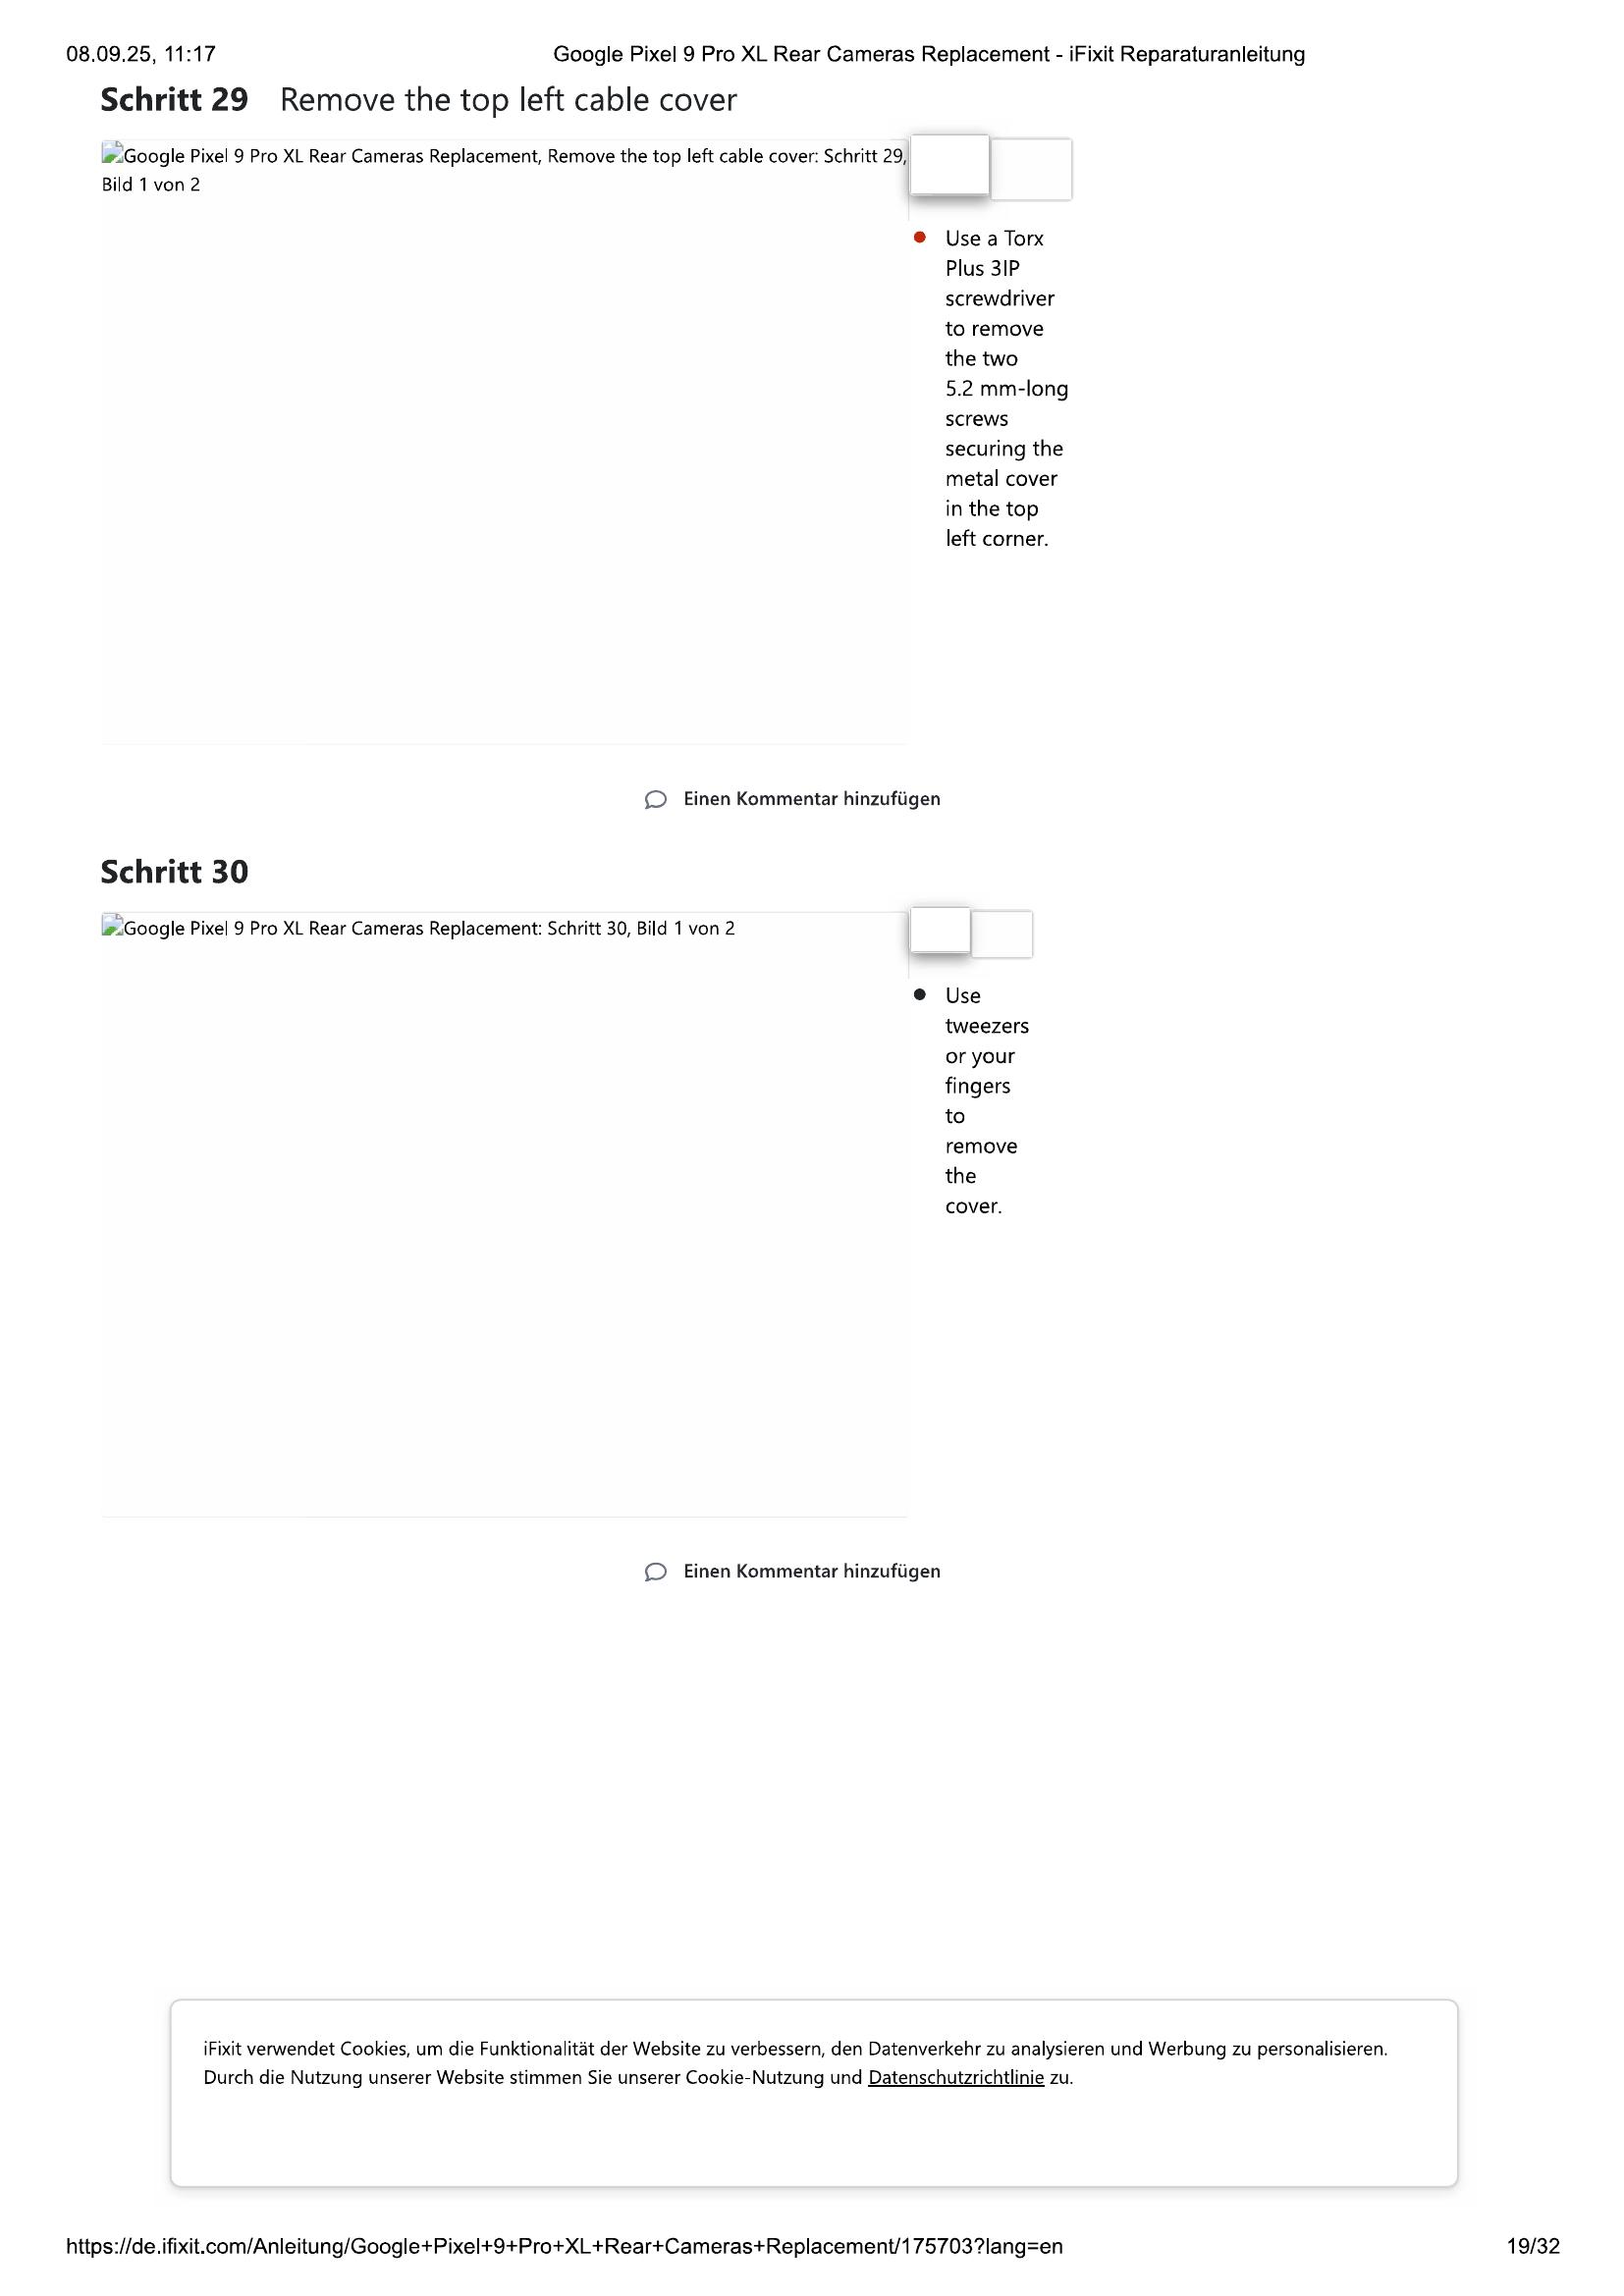 08.09.25, 11:17
Google Pixel 9 Pro XL Rear Cameras Replacement - iFixit Reparaturanleitung
Schritt 29 Remove the top left cable cover
Google Pixel 9 Pro XL Rear Cameras Replacement, Remove the top left cable cover: Schritt 29,
Bild 1 von 2
Use a Torx
Plus 3IP
screwdriver
to remove
the two
5.2 mm-long
screws
securing the
metal cover
in the top
left corner.
Einen Kommentar hinzufügen
Schritt 30
Google Pixel 9 Pro XL Rear Cameras Replacement: Schritt 30, Bild 1 von 2
Use
tweezers
or your
fingers
to
remove
the
cover.
Einen Kommentar hinzufügen
iFixit verwendet Cookies, um die Funktionalität der Website zu verbessern, den Datenverkehr zu analysieren und Werbung zu personalisieren.
Durch die Nutzung unserer Website stimmen Sie unserer Cookie-Nutzung und Datenschutzrichtlinie zu.
https://de.ifixit.com/Anleitung/Google+Pixel+9+Pro+XL+Rear+Cameras+Replacement/175703?lang=en
19/32